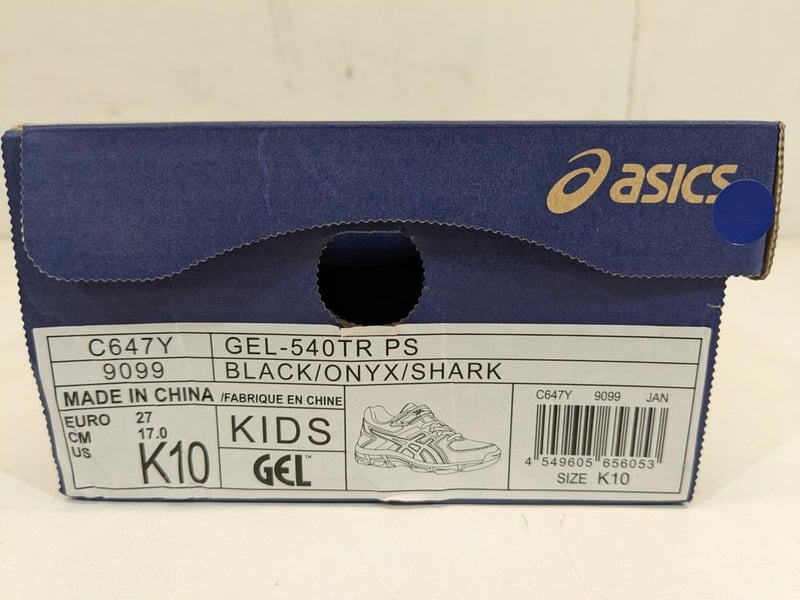 asics
C647Y GEL-540TR PS
9099 BLACK/ONYX/SHARK
MADE IN CHINA /FABRIQUE EN CHINE
EURO 27
CM 17.0
US K10
KIDS
GEL™
C647Y 9099 JAN
4 549605 656053
SIZE K10